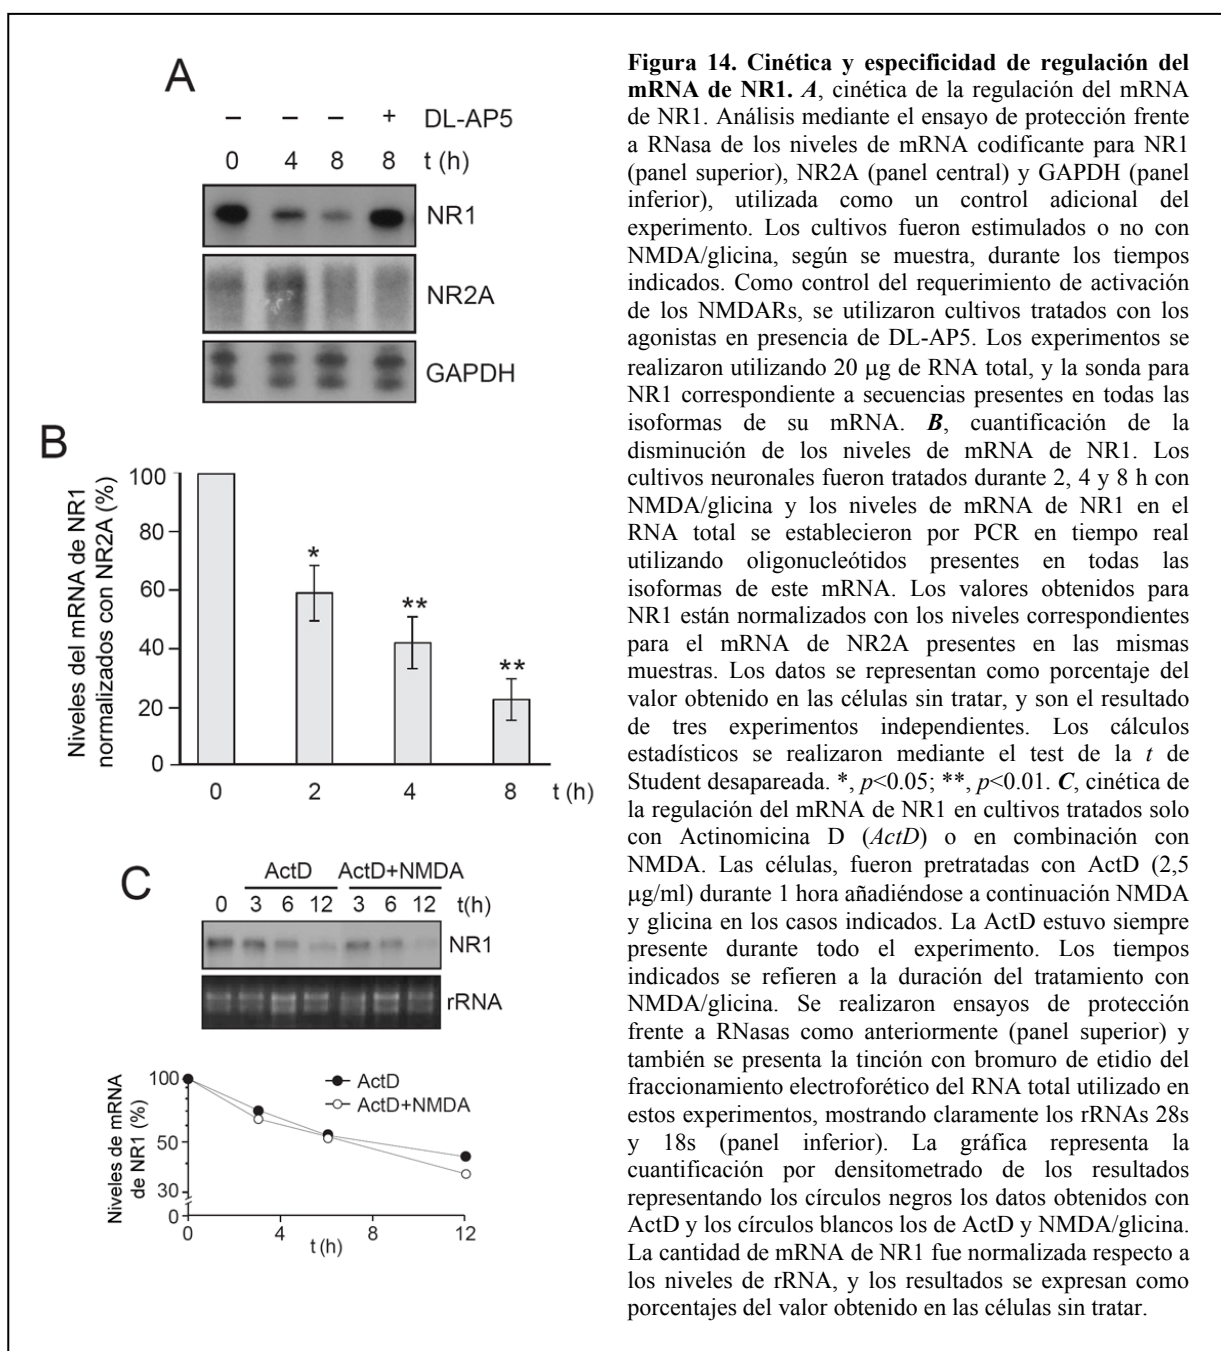 A
– – – + DL-AP5
0 4 8 8 t (h)
NR1
NR2A
GAPDH
B
Niveles del mRNA de NR1
normalizados con NR2A (%)
100
80
60
40
20
0
*
**
**
0 2 4 8 t (h)
C
ActD ActD+NMDA
0 3 6 12 3 6 12 t(h)
NR1
rRNA
Niveles de mRNA
de NR1 (%)
100
50
30
0
ActD
ActD+NMDA
0 4 8 12
t (h)
Figura 14. Cinética y especificidad de regulación del
mRNA de NR1. A, cinética de la regulación del mRNA
de NR1. Análisis mediante el ensayo de protección frente
a RNasa de los niveles de mRNA codificante para NR1
(panel superior), NR2A (panel central) y GAPDH (panel
inferior), utilizada como un control adicional del
experimento. Los cultivos fueron estimulados o no con
NMDA/glicina, según se muestra, durante los tiempos
indicados. Como control del requerimiento de activación
de los NMDARs, se utilizaron cultivos tratados con los
agonistas en presencia de DL-AP5. Los experimentos se
realizaron utilizando 20 µg de RNA total, y la sonda para
NR1 correspondiente a secuencias presentes en todas las
isoformas de su mRNA. B, cuantificación de la
disminución de los niveles de mRNA de NR1. Los
cultivos neuronales fueron tratados durante 2, 4 y 8 h con
NMDA/glicina y los niveles de mRNA de NR1 en el
RNA total se establecieron por PCR en tiempo real
utilizando oligonucleótidos presentes en todas las
isoformas de este mRNA. Los valores obtenidos para
NR1 están normalizados con los niveles correspondientes
para el mRNA de NR2A presentes en las mismas
muestras. Los datos se representan como porcentaje del
valor obtenido en las células sin tratar, y son el resultado
de tres experimentos independientes. Los cálculos
estadísticos se realizaron mediante el test de la t de
Student desapareada. *, p<0.05; **, p<0.01. C, cinética de
la regulación del mRNA de NR1 en cultivos tratados solo
con Actinomicina D (ActD) o en combinación con
NMDA. Las células, fueron pretratadas con ActD (2,5
µg/ml) durante 1 hora añadiéndose a continuación NMDA
y glicina en los casos indicados. La ActD estuvo siempre
presente durante todo el experimento. Los tiempos
indicados se refieren a la duración del tratamiento con
NMDA/glicina. Se realizaron ensayos de protección
frente a RNasas como anteriormente (panel superior) y
también se presenta la tinción con bromuro de etidio del
fraccionamiento electroforético del RNA total utilizado en
estos experimentos, mostrando claramente los rRNAs 28s
y 18s (panel inferior). La gráfica representa la
cuantificación por densitometrado de los resultados
representando los círculos negros los datos obtenidos con
ActD y los círculos blancos los de ActD y NMDA/glicina.
La cantidad de mRNA de NR1 fue normalizada respecto a
los niveles de rRNA, y los resultados se expresan como
porcentajes del valor obtenido en las células sin tratar.